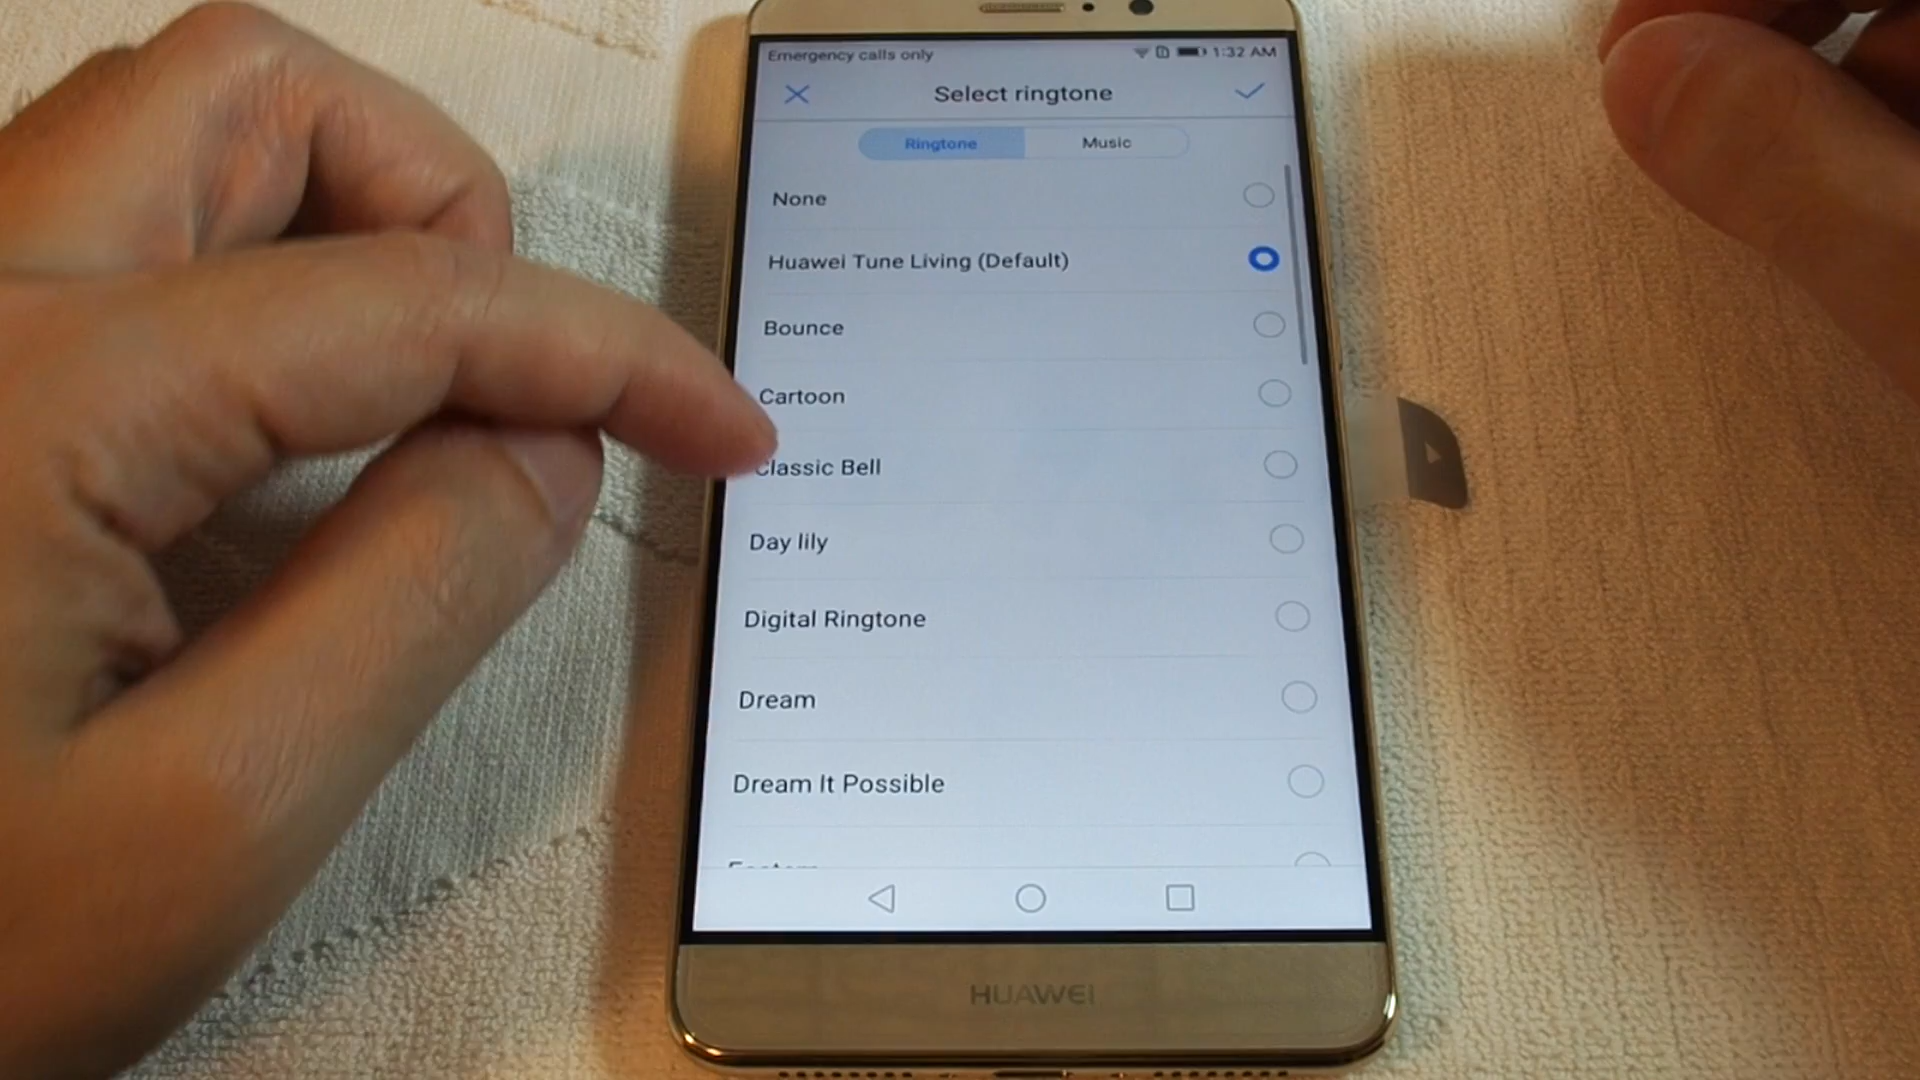 Emergency calls only 1:32 AM
Select ringtone
Ringtone Music
None
Huawei Tune Living (Default)
Bounce
Cartoon
Classic Bell
Day lily
Digital Ringtone
Dream
Dream It Possible
HUAWEI